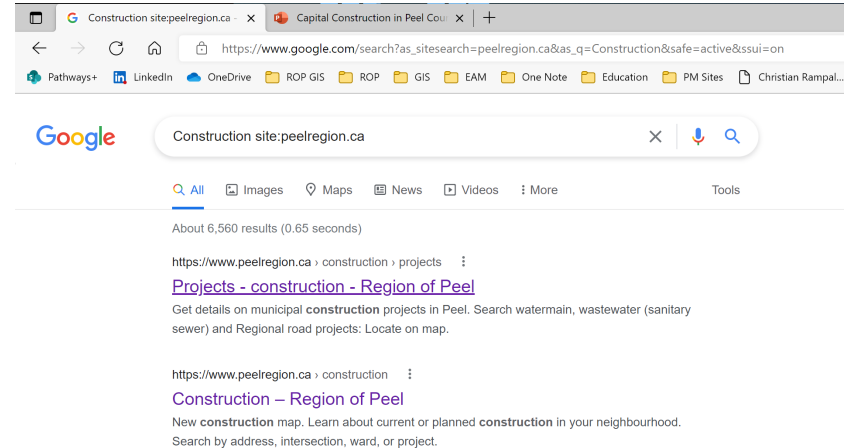 Construction site:peelregion.ca -
Capital Construction in Peel Cour
https://www.google.com/search?as_sitesearch=peelregion.ca&as_q=Construction&safe=active&ssui=on
Pathways+ LinkedIn OneDrive ROP GIS ROP GIS EAM One Note Education PM Sites Christian Rampal...
Google
Construction site:peelregion.ca
All Images Maps News Videos More Tools
About 6,560 results (0.65 seconds)
https://www.peelregion.ca › construction › projects
Projects - construction - Region of Peel
Get details on municipal construction projects in Peel. Search watermain, wastewater (sanitary
sewer) and Regional road projects: Locate on map.
https://www.peelregion.ca › construction
Construction – Region of Peel
New construction map. Learn about current or planned construction in your neighbourhood.
Search by address, intersection, ward, or project.